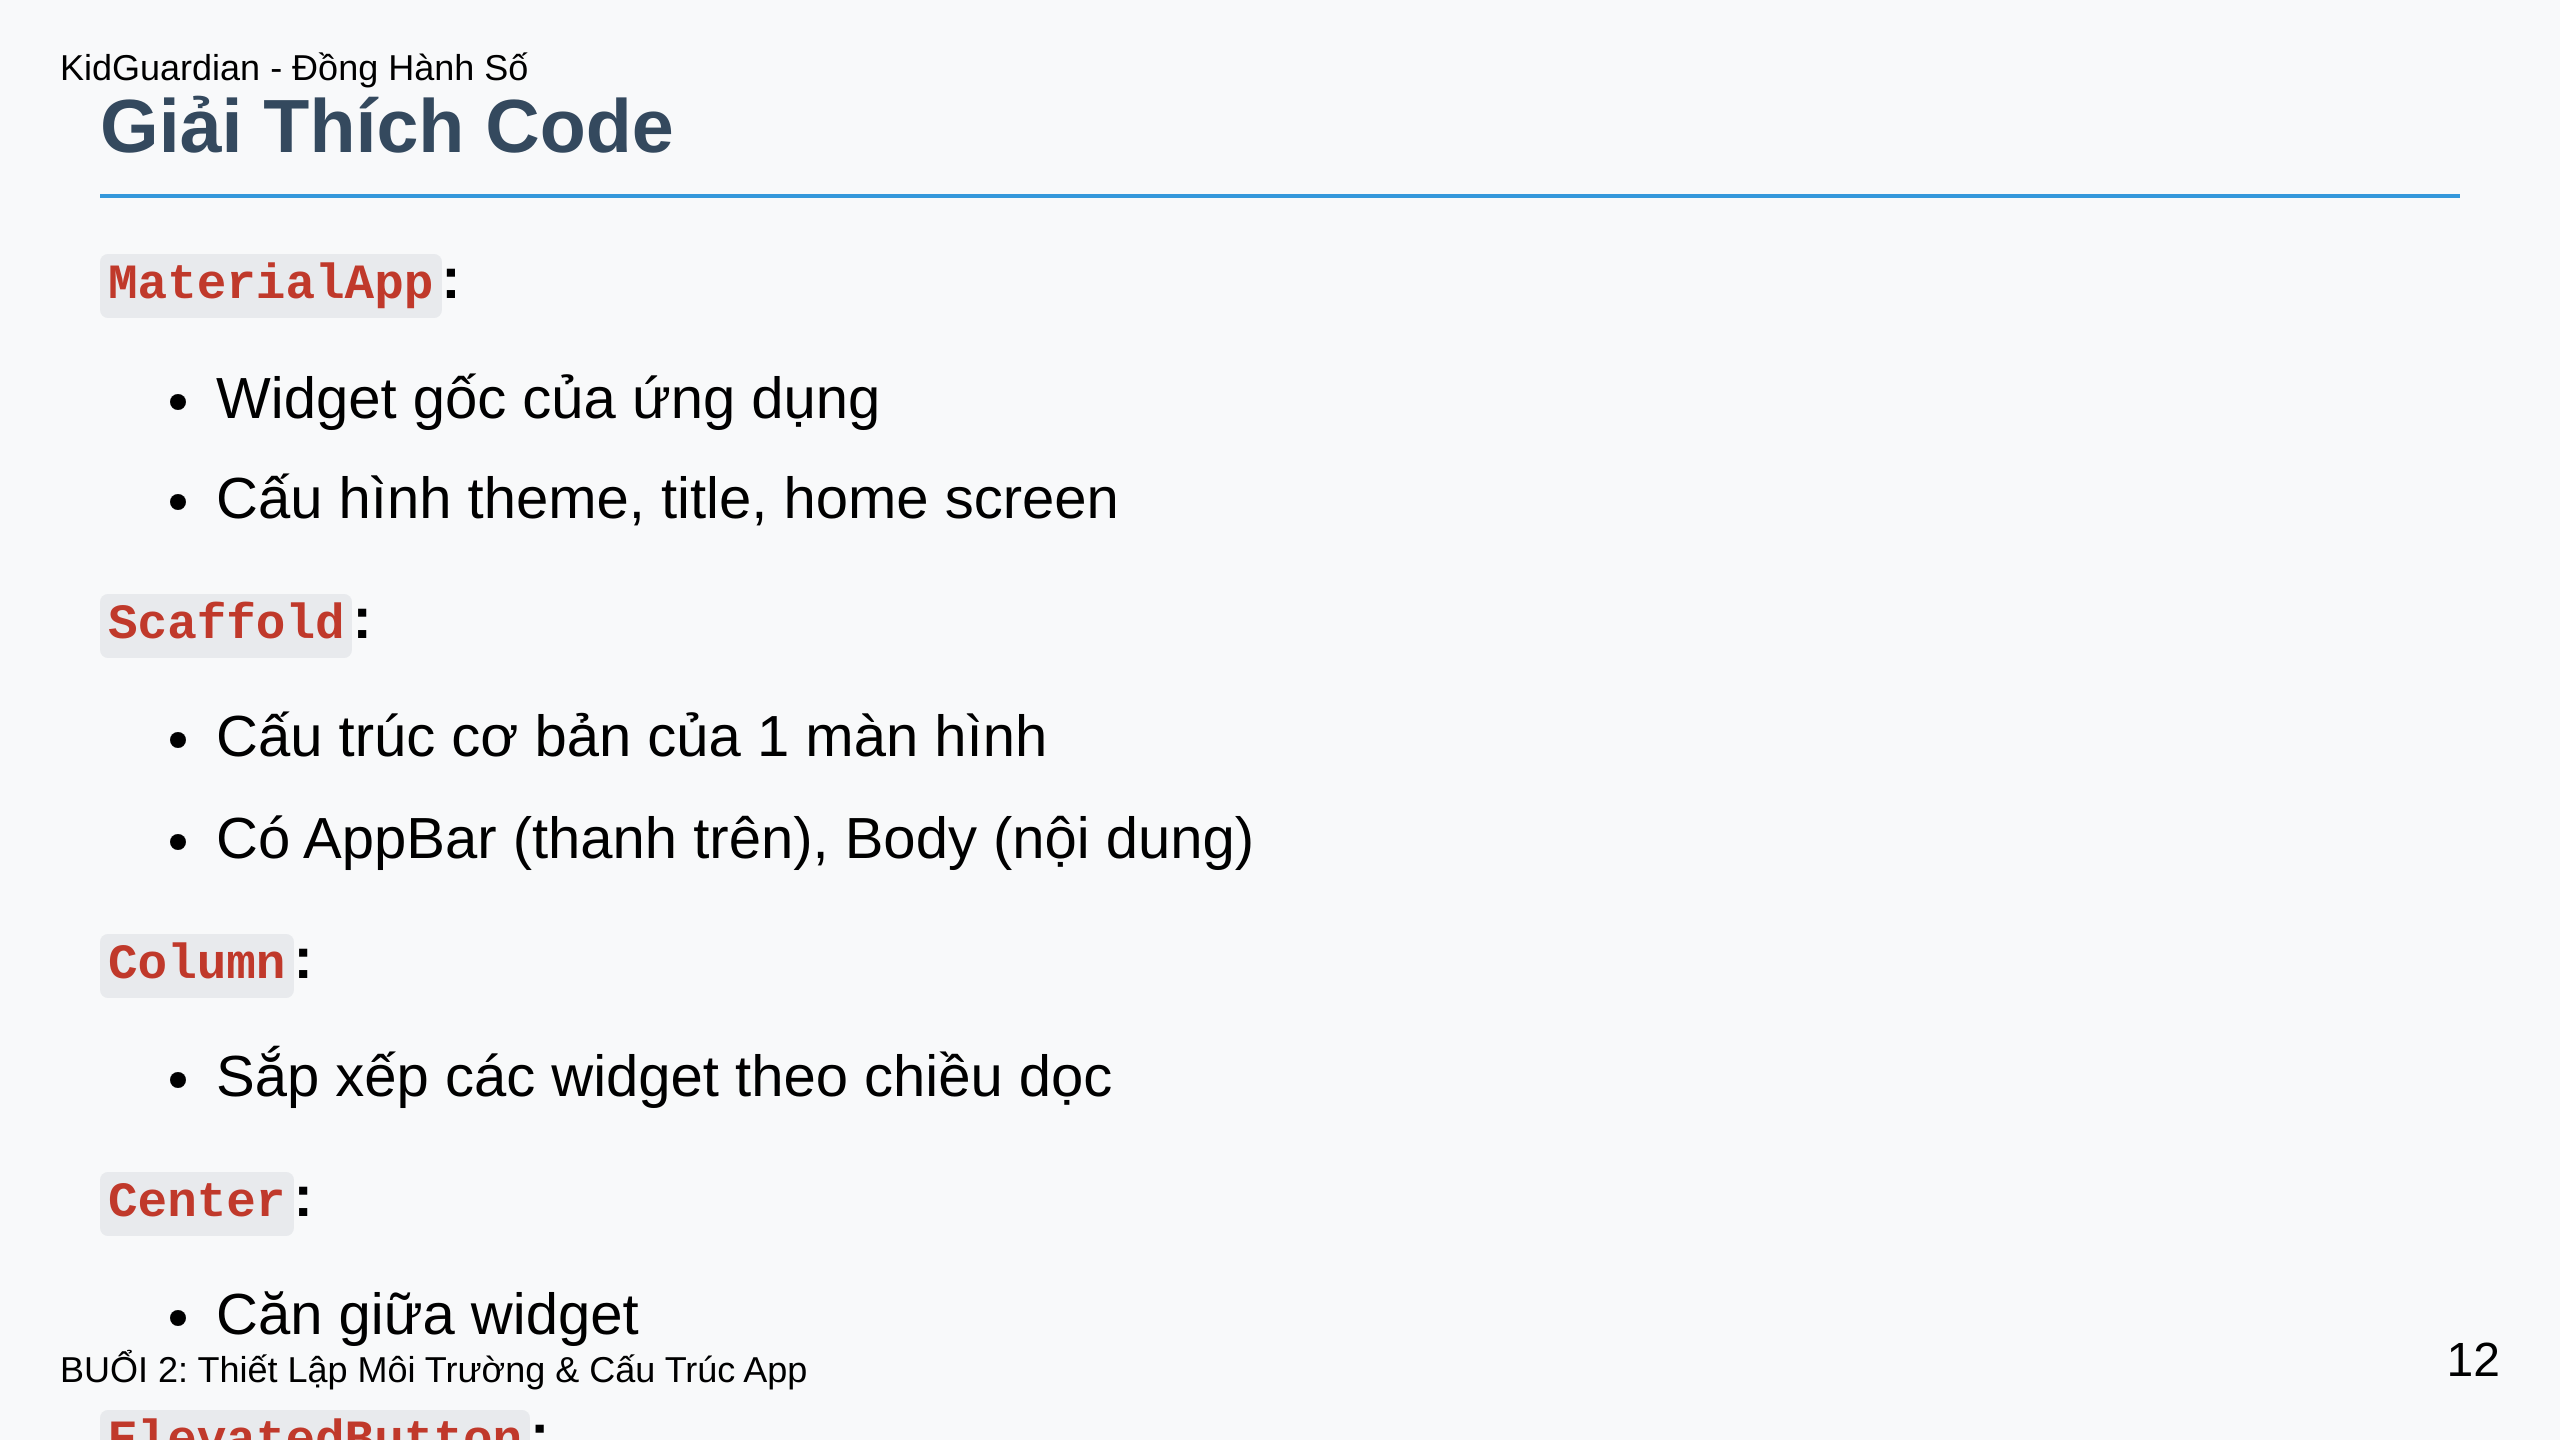 KidGuardian - Đồng Hành Số
Giải Thích Code
MaterialApp:
• Widget gốc của ứng dụng
• Cấu hình theme, title, home screen
Scaffold:
• Cấu trúc cơ bản của 1 màn hình
• Có AppBar (thanh trên), Body (nội dung)
Column:
• Sắp xếp các widget theo chiều dọc
Center:
• Căn giữa widget
BUỔI 2: Thiết Lập Môi Trường & Cấu Trúc App
12
ElevatedButton: